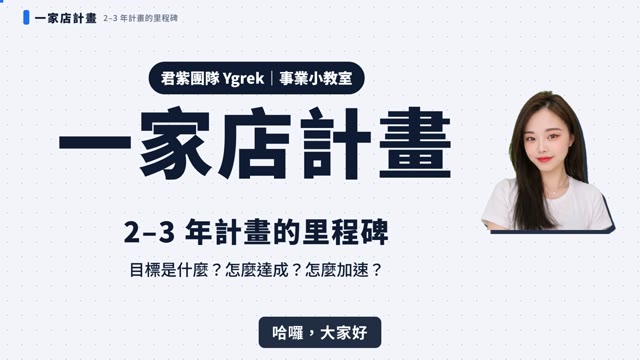 一家店計畫 2–3 年計畫的里程碑
君紫團隊 Ygrek｜事業小教室
一家店計畫
2–3 年計畫的里程碑
目標是什麼？怎麼達成？怎麼加速？
哈囉，大家好